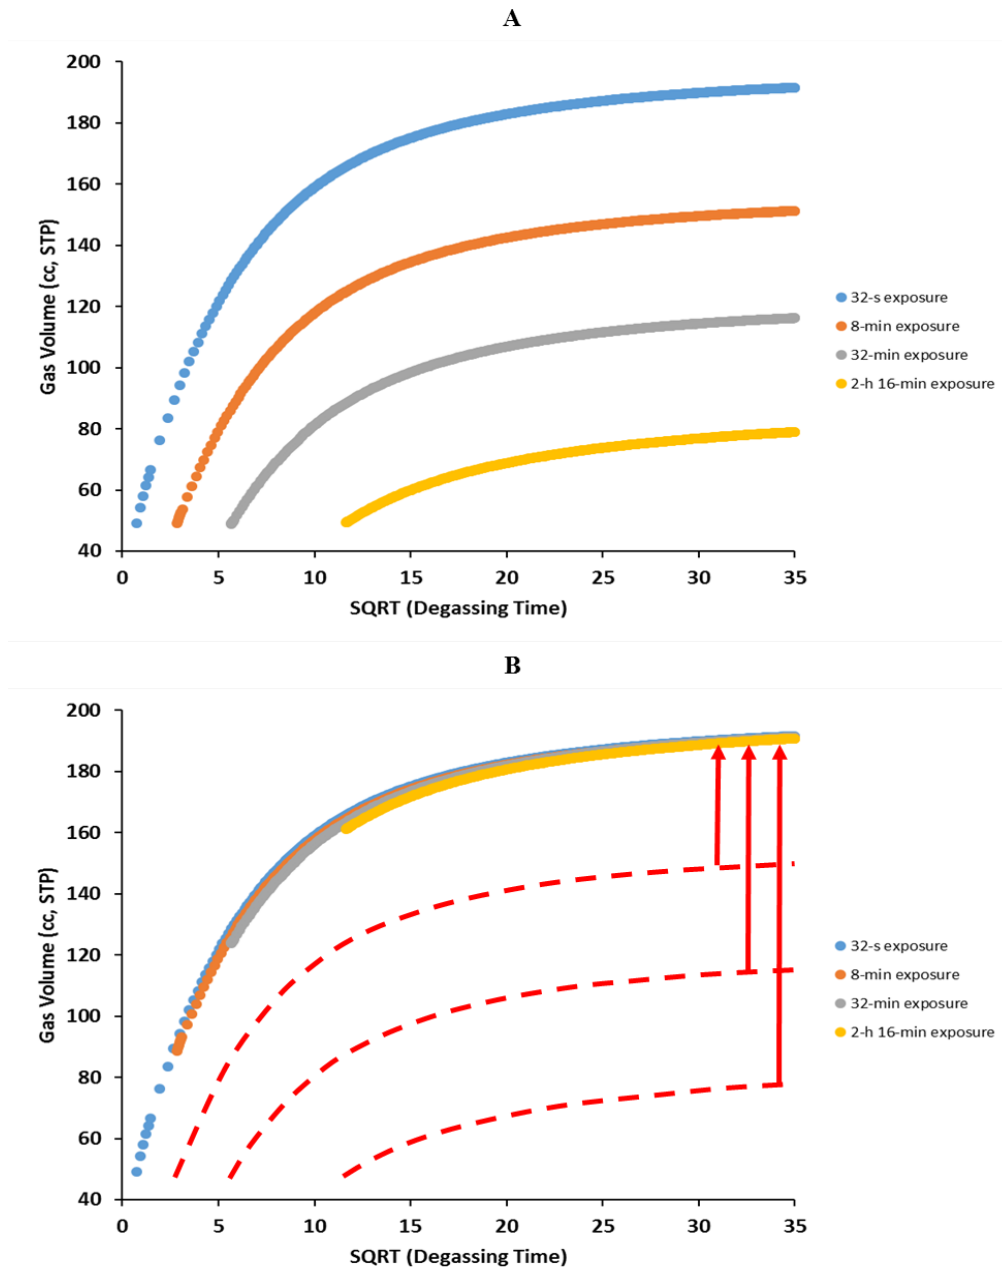 A
200
180
160
140
120
100
80
60
40
Gas Volume (cc, STP)
0 5 10 15 20 25 30 35
SQRT (Degassing Time)
32-s exposure
8-min exposure
32-min exposure
2-h 16-min exposure
B
200
180
160
140
120
100
80
60
40
Gas Volume (cc, STP)
0 5 10 15 20 25 30 35
SQRT (Degassing Time)
32-s exposure
8-min exposure
32-min exposure
2-h 16-min exposure